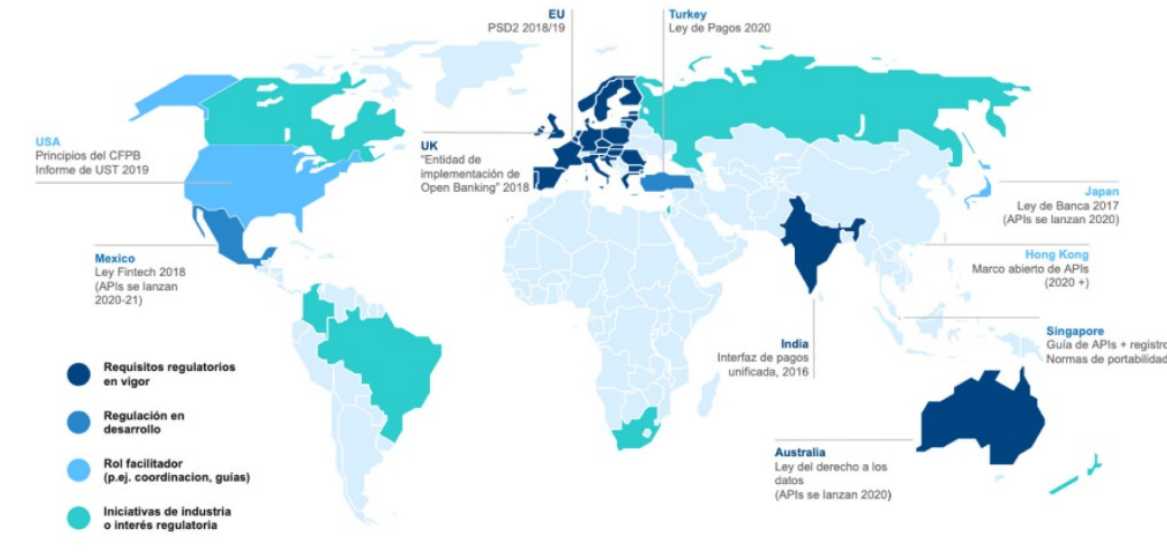 EU
PSD2 2018/19
Turkey
Ley de Pagos 2020
USA
Principios del CFPB
Informe de UST 2019
UK
"Entidad de
implementación de
Open Banking" 2018
Japan
Ley de Banca 2017
(APIs se lanzan 2020)
Mexico
Ley Fintech 2018
(APIs se lanzan
2020-21)
Hong Kong
Marco abierto de APIs
(2020 +)
Singapore
Guía de APIs + registro
Normas de portabilidad
India
Interfaz de pagos
unificada, 2016
Australia
Ley del derecho a los
datos
(APIs se lanzan 2020)
Requisitos regulatorios
en vigor
Regulación en
desarrollo
Rol facilitador
(p.ej. coordinacion, guías)
Iniciativas de industria
o interés regulatoria